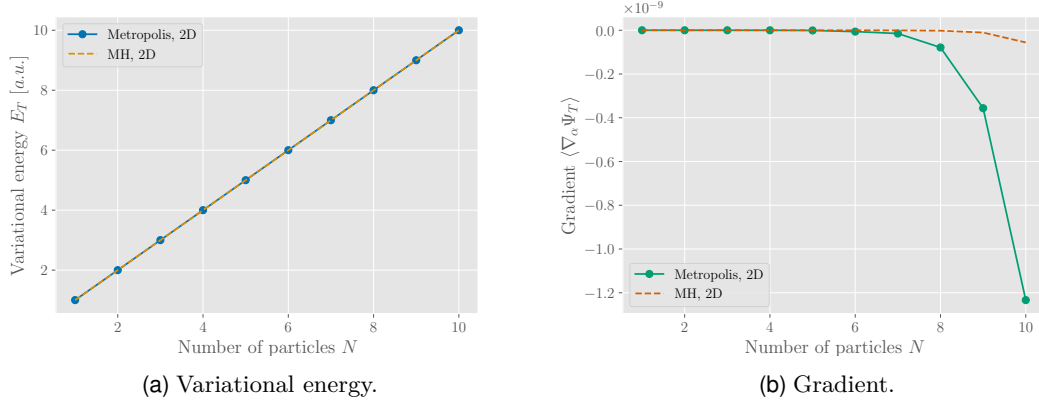 Metropolis, 2D
MH, 2D
10
8
6
4
2
Variational energy E_T [a.u.]
2
4
6
8
10
Number of particles N
(a) Variational energy.
×10⁻⁹
0.0
−0.2
−0.4
−0.6
−0.8
−1.0
−1.2
Gradient ⟨∇_αΨ_T⟩
Metropolis, 2D
MH, 2D
2
4
6
8
10
Number of particles N
(b) Gradient.